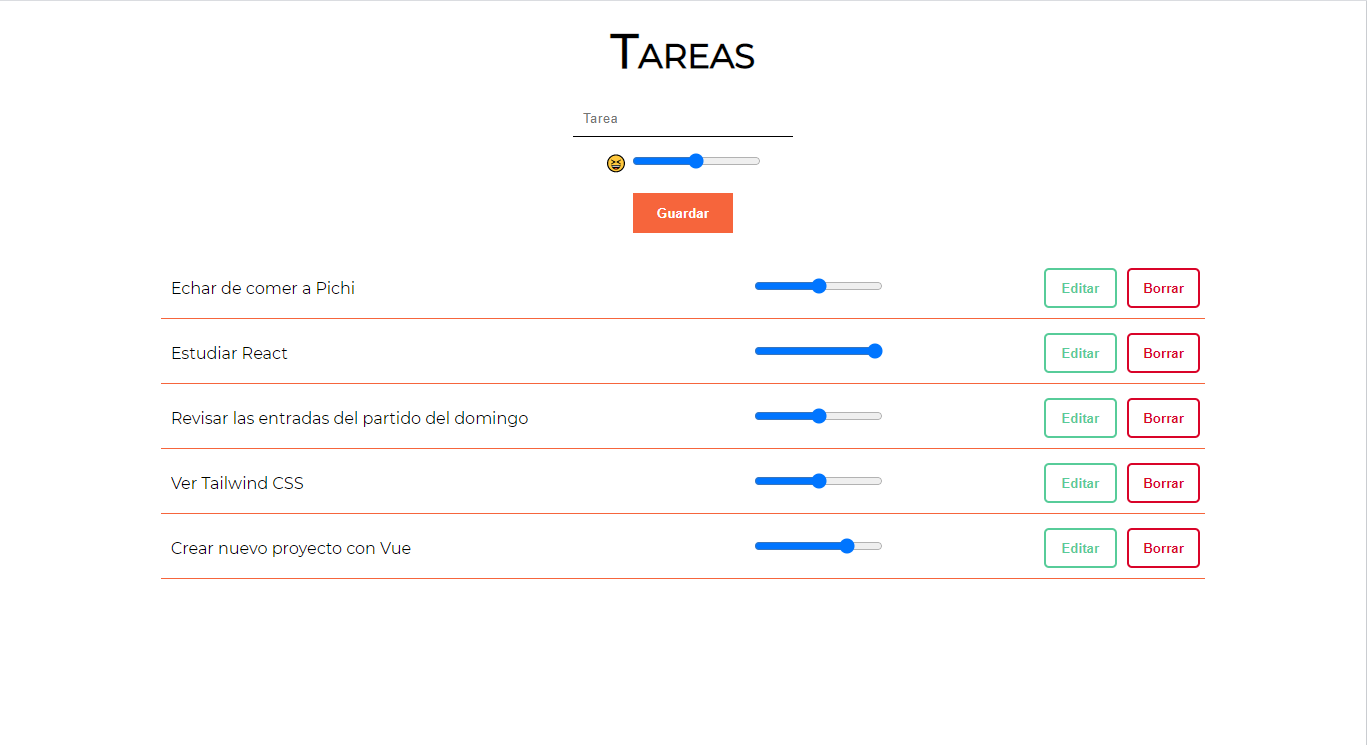 Tareas
Tarea
😆
Guardar
Echar de comer a Pichi Editar Borrar
Estudiar React Editar Borrar
Revisar las entradas del partido del domingo Editar Borrar
Ver Tailwind CSS Editar Borrar
Crear nuevo proyecto con Vue Editar Borrar